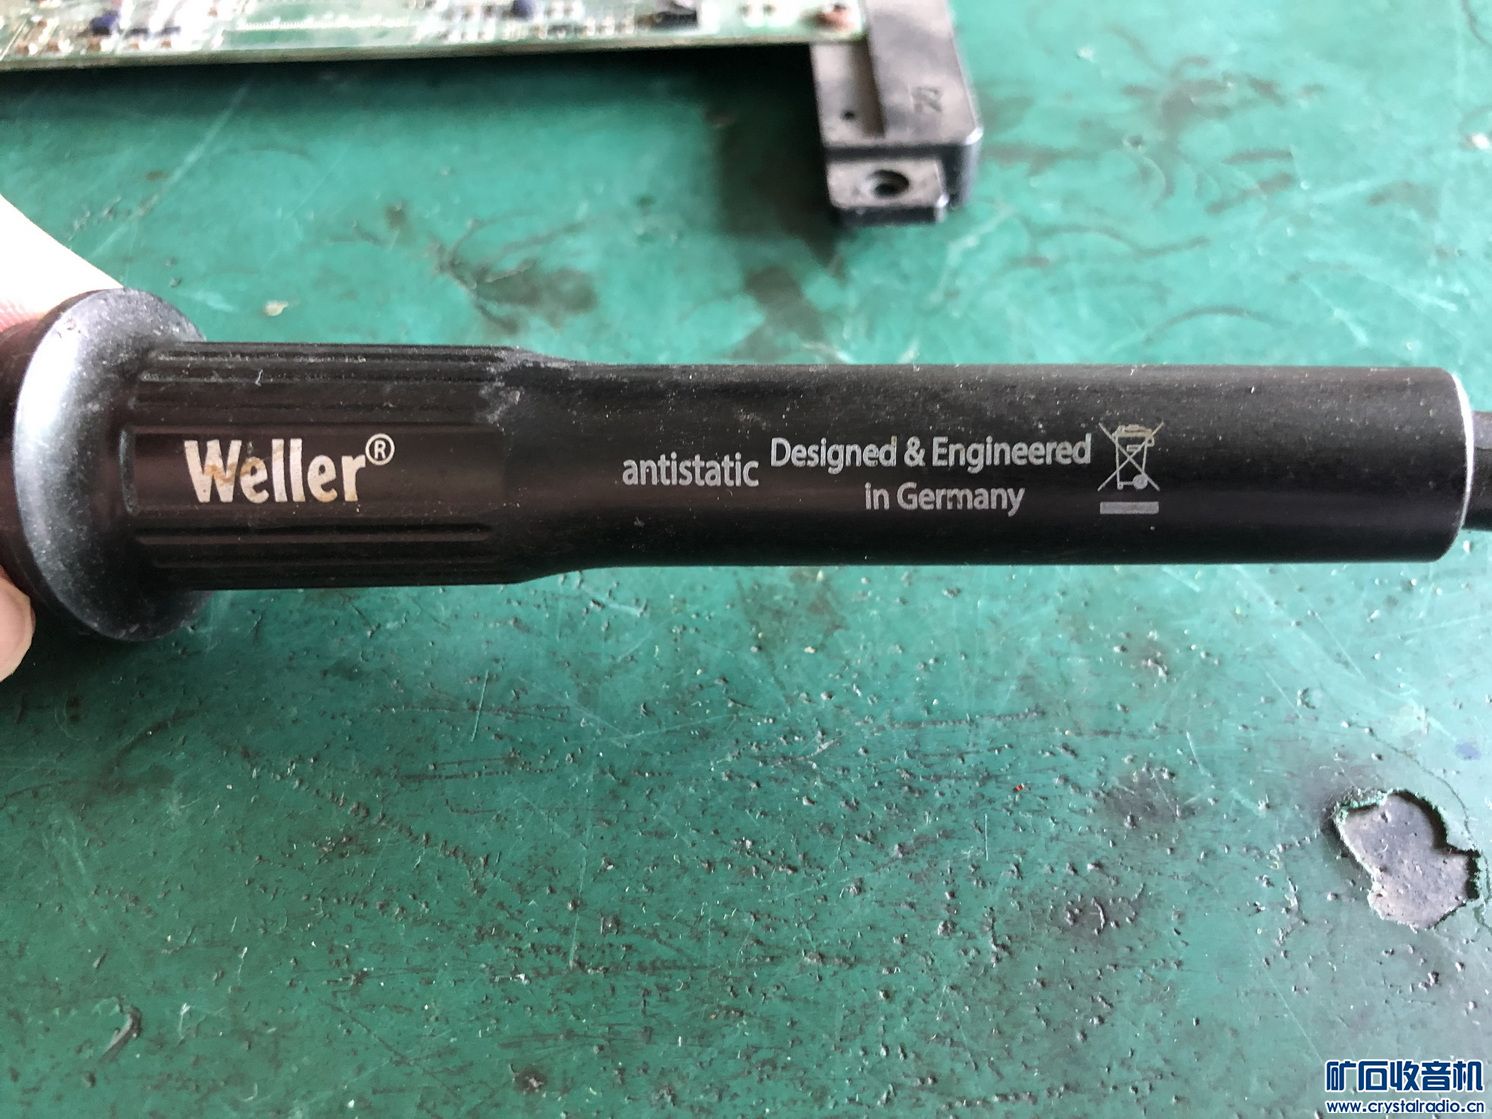 Weller®
antistatic
Designed & Engineered
in Germany
矿石收音机
www.crystalradio.cn